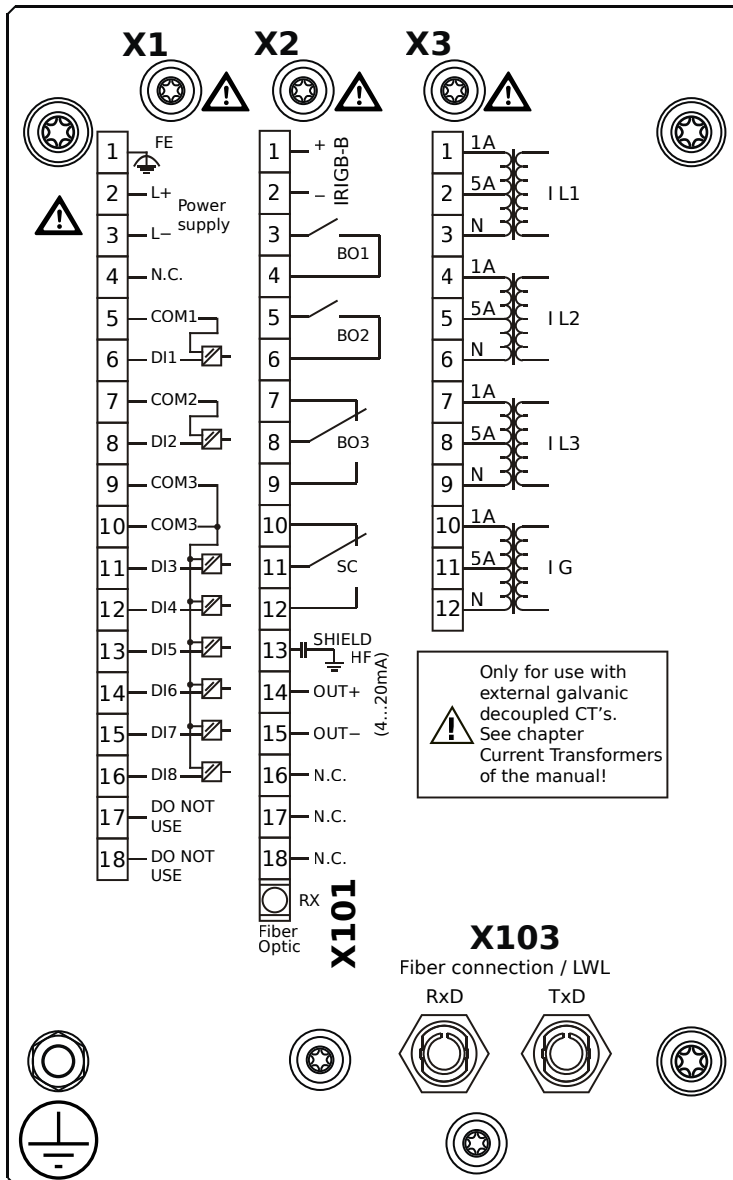 X1
X2
X3
1 FE
2 L+
Power
supply
3 L−
4 N.C.
5 COM1
6 DI1
7 COM2
8 DI2
9 COM3
10 COM3
11 DI3
12 DI4
13 DI5
14 DI6
15 DI7
16 DI8
17 DO NOT
USE
18 DO NOT
USE
1 +
IRIGB-B
2 −
3
BO1
4
5
BO2
6
7
8 BO3
9
10
11 SC
12
13 SHIELD
HF
14 OUT+
(4...20mA)
15 OUT−
16 N.C.
17 N.C.
18 N.C.
RX
Fiber
Optic
X101
1 1A
2 5A I L1
3 N
4 1A
5 5A I L2
6 N
7 1A
8 5A I L3
9 N
10 1A
11 5A I G
12 N
Only for use with
external galvanic
decoupled CT's.
See chapter
Current Transformers
of the manual!
X103
Fiber connection / LWL
RxD TxD